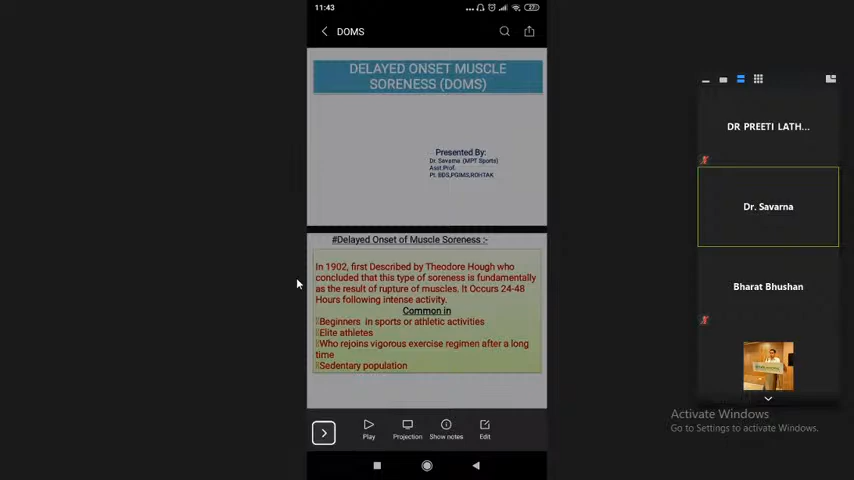 11:43
27
DOMS
DELAYED ONSET MUSCLE
SORENESS (DOMS)
Presented By:
Dr. Savarna (MPT Sports)
Asst.Prof.
Pt. BDS,PGIMS,ROHTAK
#Delayed Onset of Muscle Soreness :-
In 1902, first Described by Theodore Hough who
concluded that this type of soreness is fundamentally
as the result of rupture of muscles. It Occurs 24-48
Hours following intense activity.
Common in
Beginners in sports or athletic activities
Elite athletes
Who rejoins vigorous exercise regimen after a long
time
Sedentary population
Play
Projection
Show notes
Edit
DR PREETI LATH...
Dr. Savarna
Bharat Bhushan
Activate Windows
Go to Settings to activate Windows.